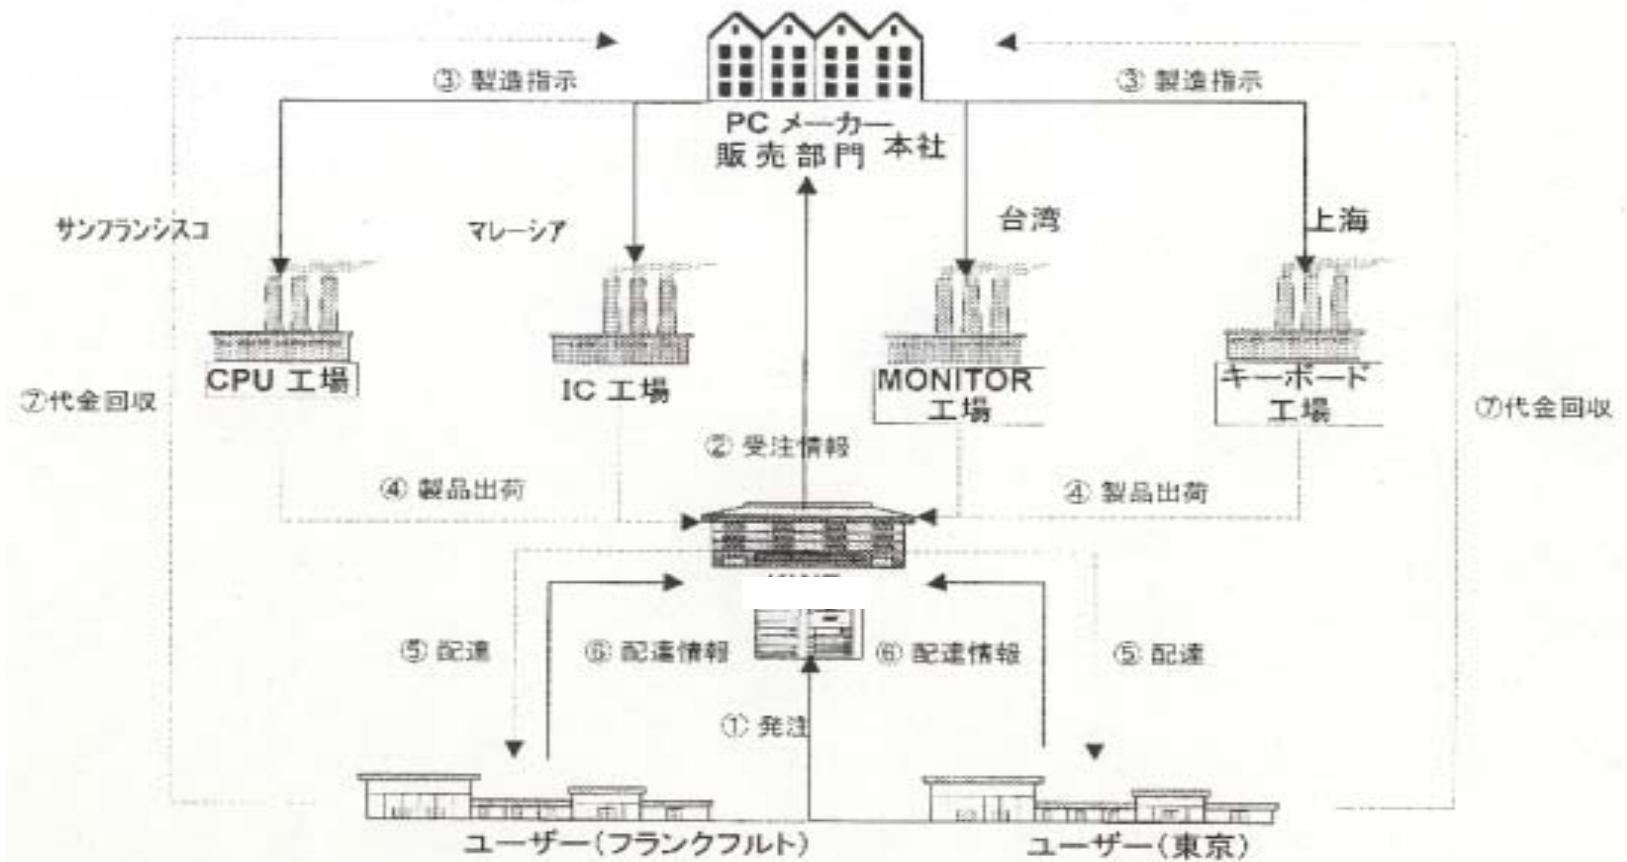 ③ 製造指示
③ 製造指示
PC メーカー
販売部門 本社
サンフランシスコ
マレーシア
台湾
上海
CPU 工場
IC 工場
MONITOR
工場
キーボード
工場
⑦代金回収
⑦代金回収
② 受注情報
④ 製品出荷
④ 製品出荷
⑤ 配達
⑥ 配達情報
⑥ 配達情報
⑤ 配達
① 発注
ユーザー(フランクフルト)
ユーザー(東京)